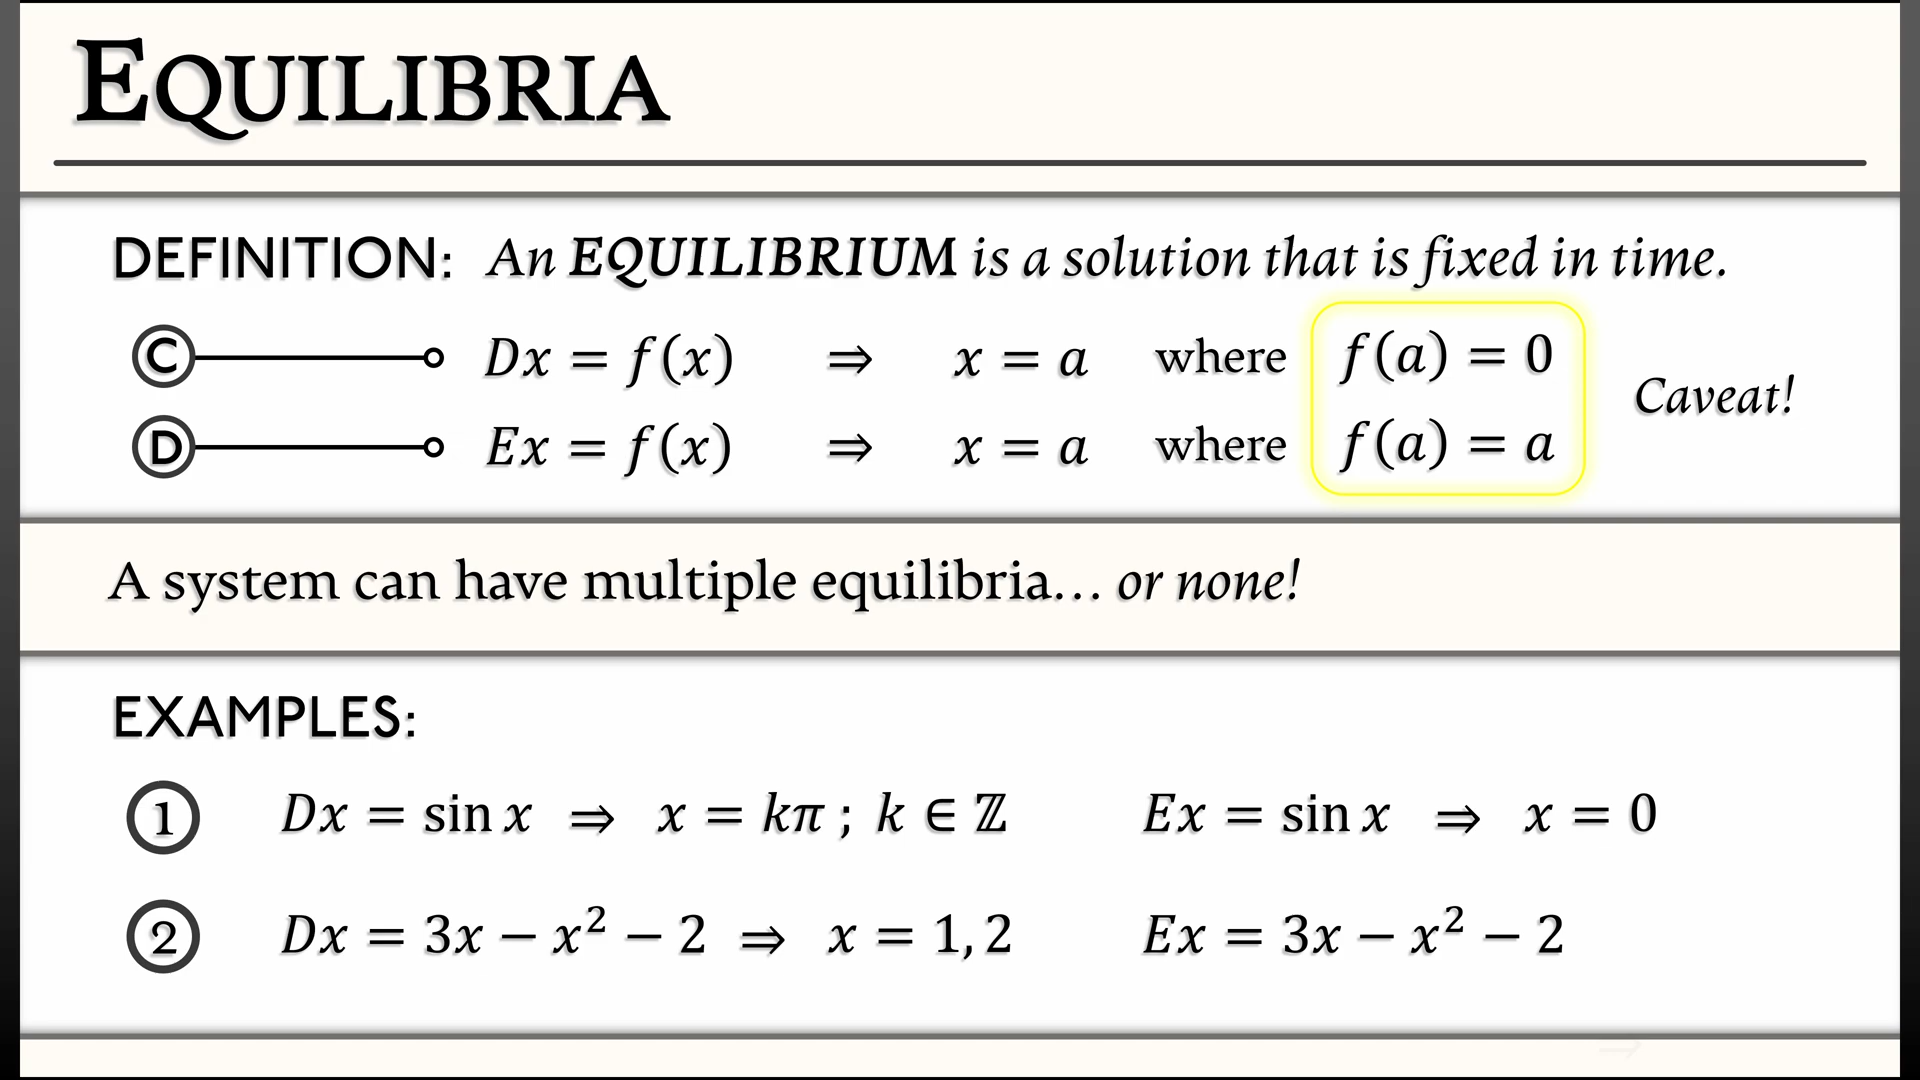 EQUILIBRIA
DEFINITION: An EQUILIBRIUM is a solution that is fixed in time.
C Dx = f(x) ⇒ x = a where f(a) = 0
Caveat!
D Ex = f(x) ⇒ x = a where f(a) = a
A system can have multiple equilibria… or none!
EXAMPLES:
1 Dx = sin x ⇒ x = kπ ; k ∈ ℤ Ex = sin x ⇒ x = 0
2 Dx = 3x − x² − 2 ⇒ x = 1, 2 Ex = 3x − x² − 2